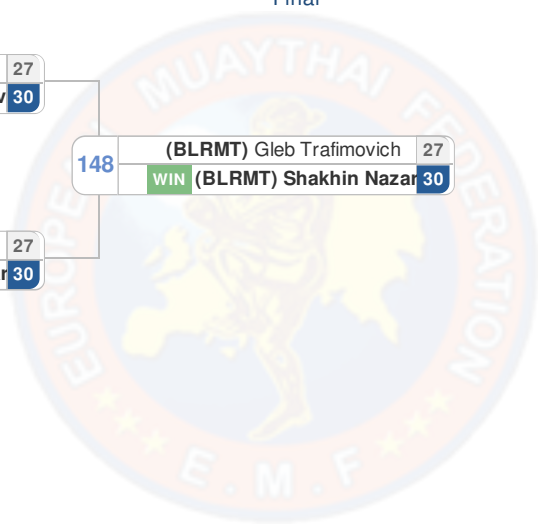 Final
27
30
148
(BLRMT) Gleb Trafimovich 27
WIN (BLRMT) Shakhin Nazar 30
27
30
EUROPEAN MUAYTHAI FEDERATION
E.M.F